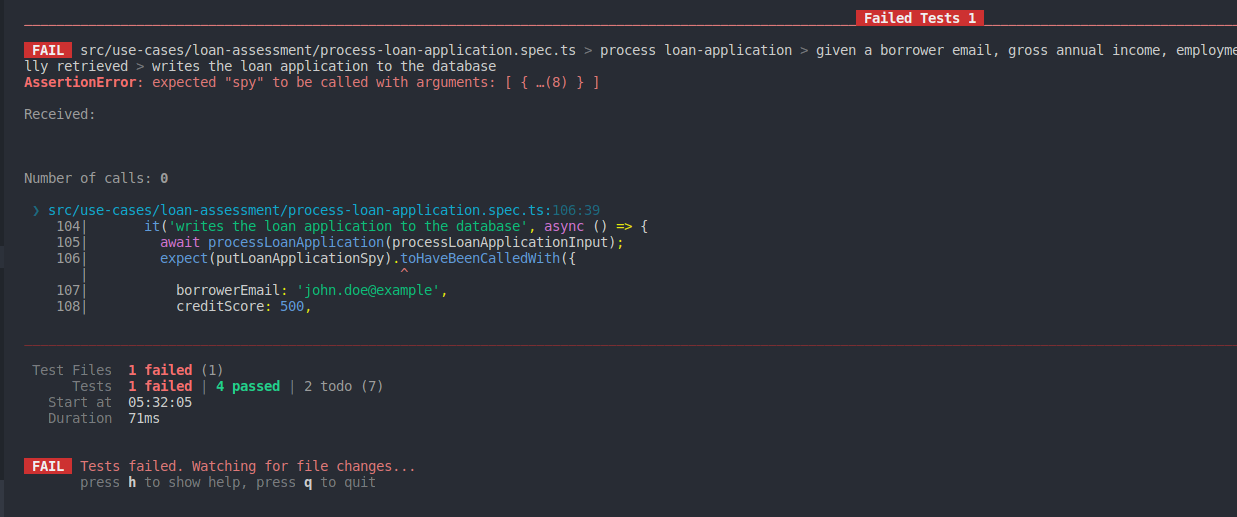 Failed Tests 1
FAIL src/use-cases/loan-assessment/process-loan-application.spec.ts > process loan-application > given a borrower email, gross annual income, employme
lly retrieved > writes the loan application to the database
AssertionError: expected "spy" to be called with arguments: [ { …(8) } ]
Received:
Number of calls: 0
❯ src/use-cases/loan-assessment/process-loan-application.spec.ts:106:39
104| it('writes the loan application to the database', async () => {
105| await processLoanApplication(processLoanApplicationInput);
106| expect(putLoanApplicationSpy).toHaveBeenCalledWith({
| ^
107| borrowerEmail: 'john.doe@example',
108| creditScore: 500,
Test Files 1 failed (1)
Tests 1 failed | 4 passed | 2 todo (7)
Start at 05:32:05
Duration 71ms
FAIL Tests failed. Watching for file changes...
press h to show help, press q to quit